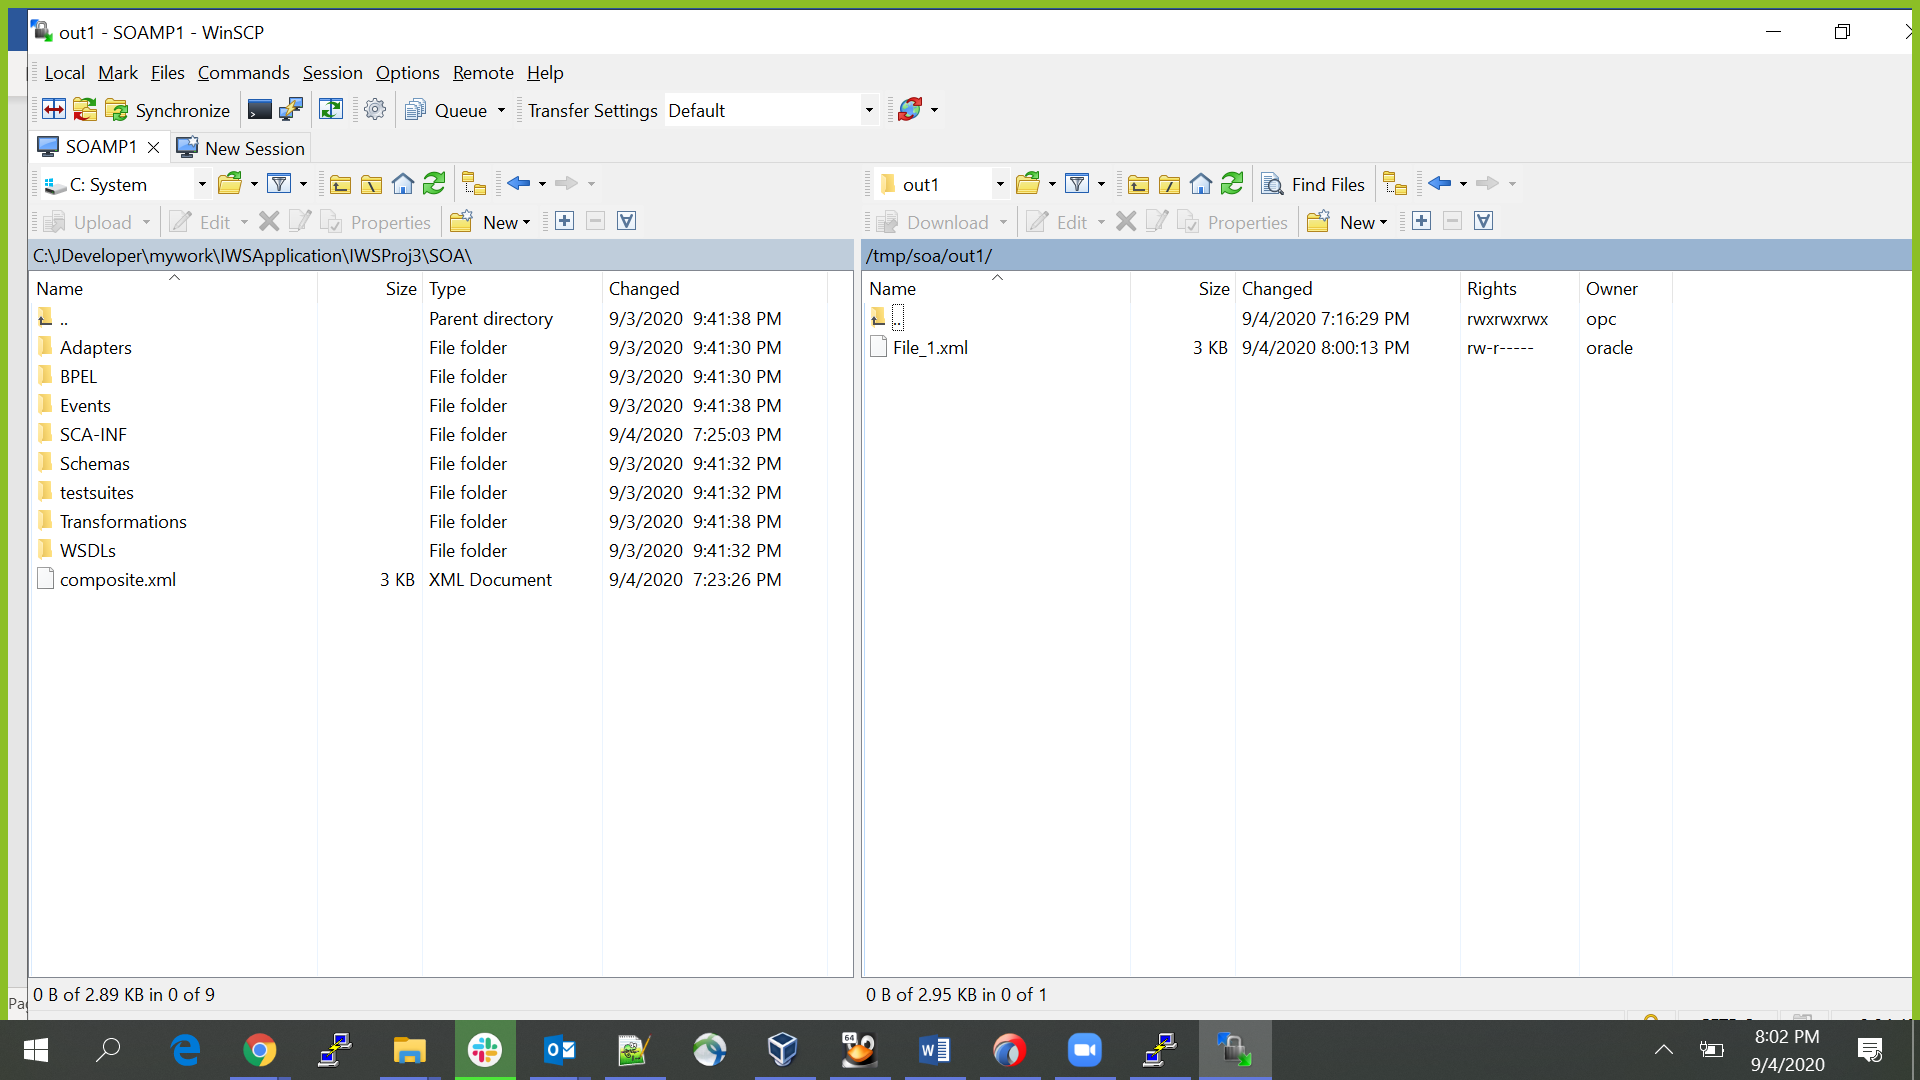 out1 - SOAMP1 - WinSCP
Local Mark Files Commands Session Options Remote Help
Synchronize Queue Transfer Settings Default
SOAMP1 New Session
C: System out1 Find Files
Upload Edit Properties New Download Edit Properties New
C:\JDeveloper\mywork\IWSApplication\IWSProj3\SOA\ /tmp/soa/out1/
Name Size Type Changed Name Size Changed Rights Owner
.. Parent directory 9/3/2020 9:41:38 PM .. 9/4/2020 7:16:29 PM rwxrwxrwx opc
Adapters File folder 9/3/2020 9:41:30 PM File_1.xml 3 KB 9/4/2020 8:00:13 PM rw-r----- oracle
BPEL File folder 9/3/2020 9:41:30 PM
Events File folder 9/3/2020 9:41:38 PM
SCA-INF File folder 9/4/2020 7:25:03 PM
Schemas File folder 9/3/2020 9:41:32 PM
testsuites File folder 9/3/2020 9:41:32 PM
Transformations File folder 9/3/2020 9:41:38 PM
WSDLs File folder 9/3/2020 9:41:32 PM
composite.xml 3 KB XML Document 9/4/2020 7:23:26 PM
0 B of 2.89 KB in 0 of 9 0 B of 2.95 KB in 0 of 1
64
8:02 PM
9/4/2020